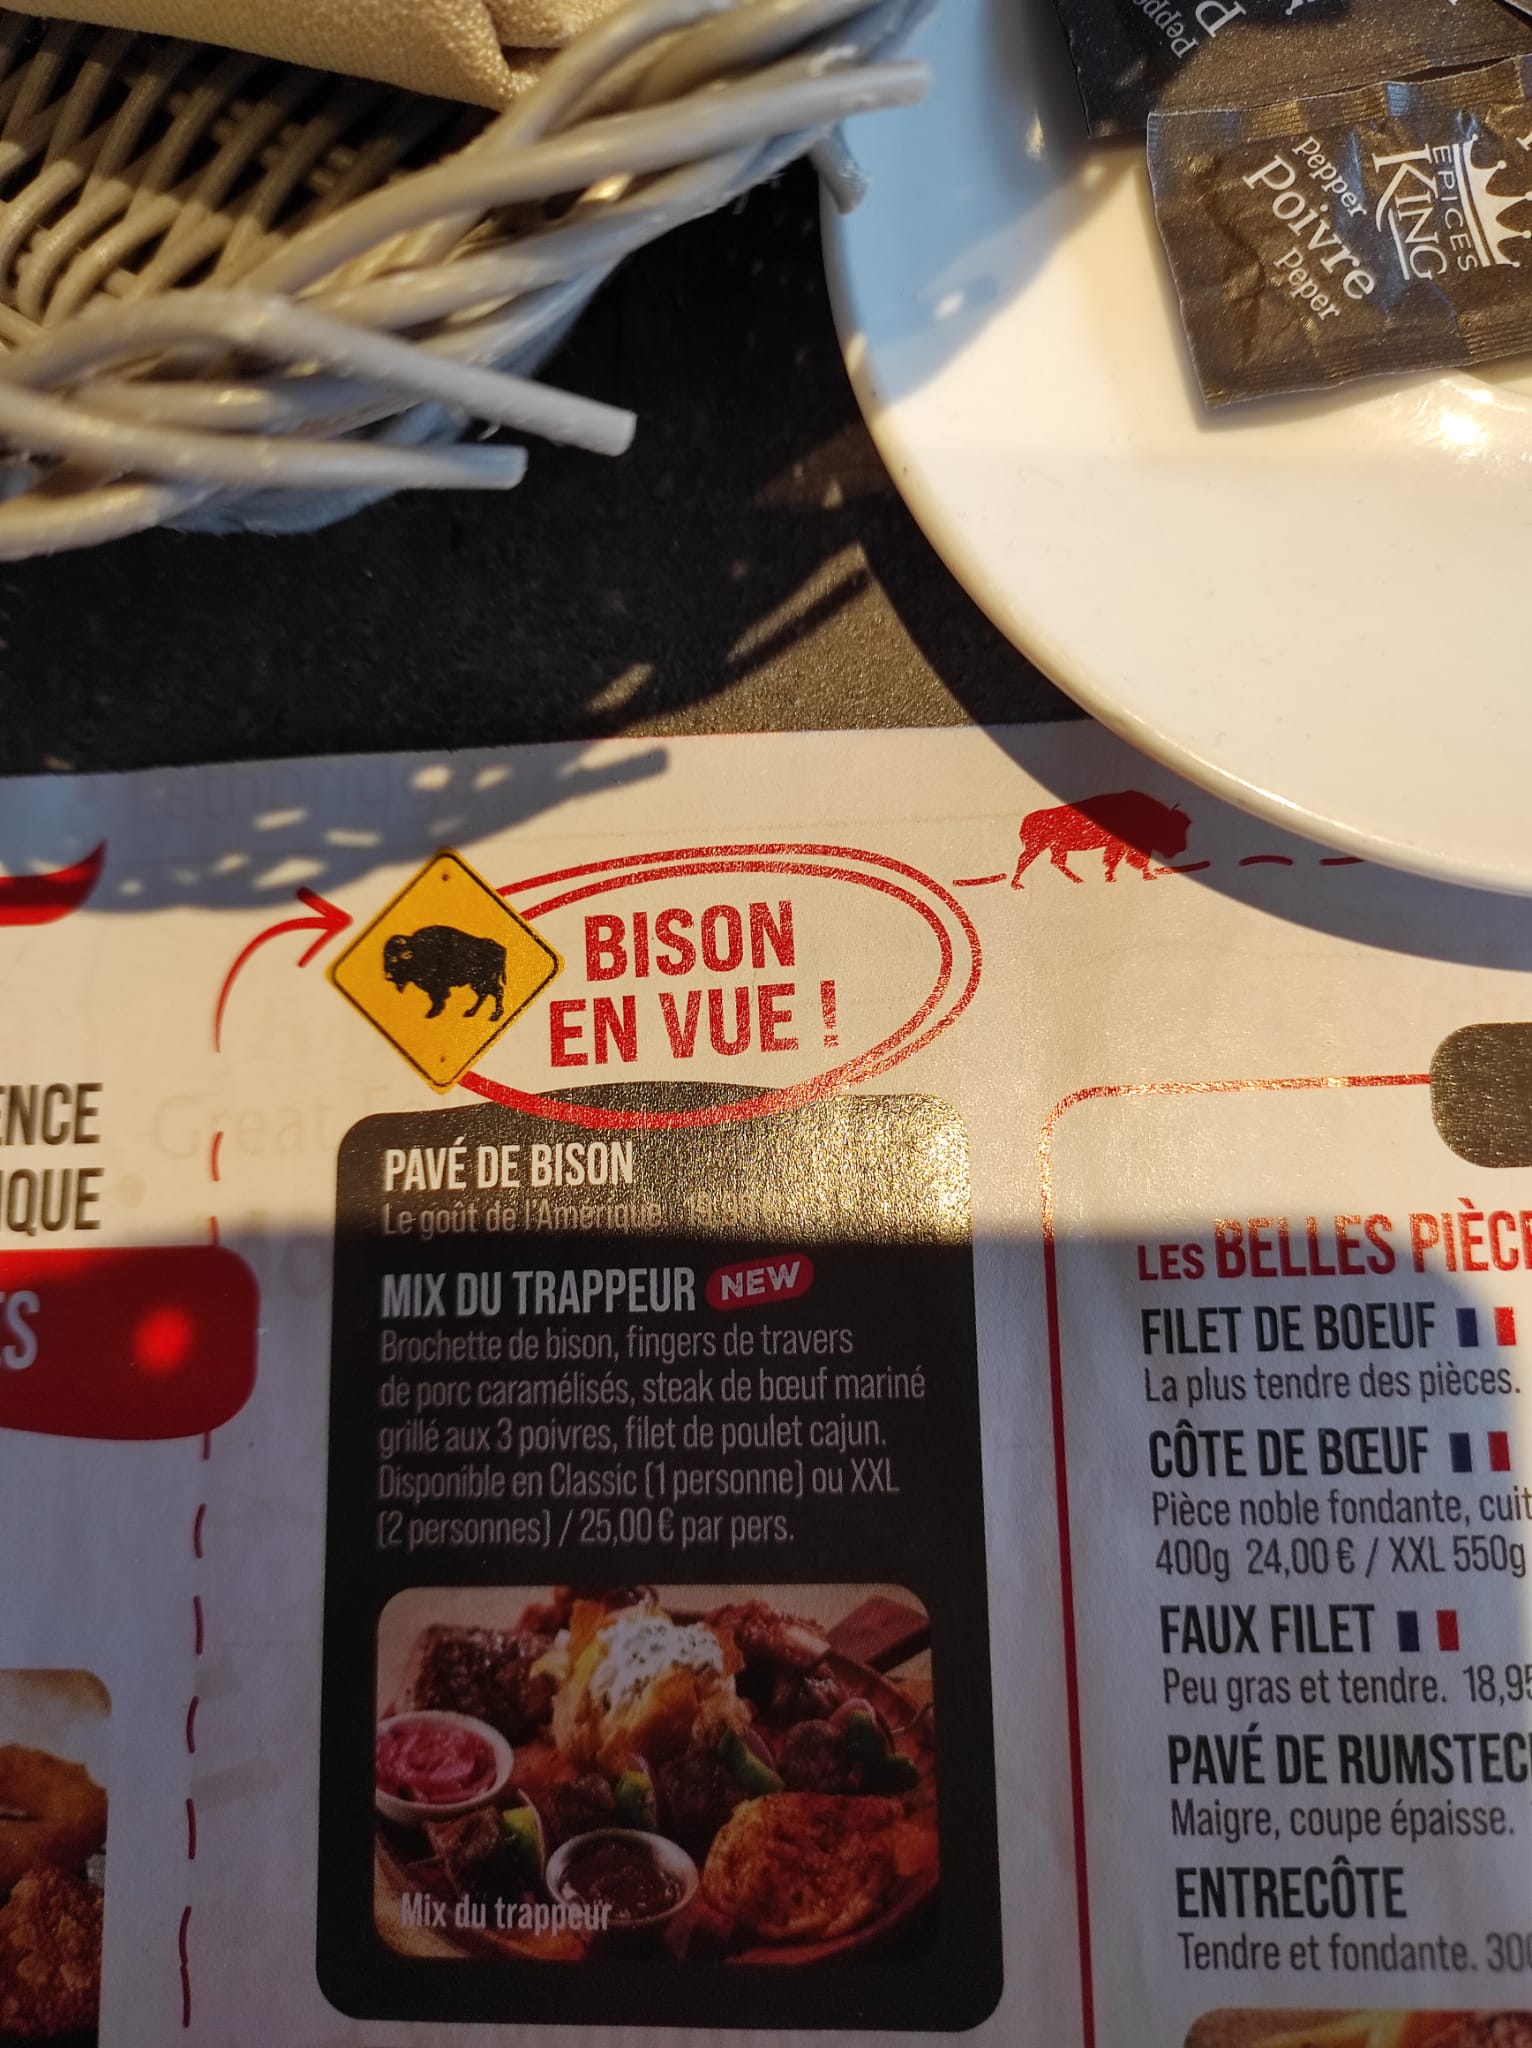 Pepper
Poivre
Peper
EPICES
KING
BISON
EN VUE !
ENCE
IQUE
ES
PAVÉ DE BISON
Le goût de l'Amérique
MIX DU TRAPPEUR NEW
Brochette de bison, fingers de travers
de porc caramélisés, steak de bœuf mariné
grillé aux 3 poivres, filet de poulet cajun.
Disponible en Classic (1 personne) ou XXL
(2 personnes) / 25,00 € par pers.
Mix du trappeur
LES BELLES PIÈCE
FILET DE BOEUF
La plus tendre des pièces.
CÔTE DE BŒUF
Pièce noble fondante, cuit
400g 24,00 € / XXL 550g
FAUX FILET
Peu gras et tendre. 18,95
PAVÉ DE RUMSTEC
Maigre, coupe épaisse.
ENTRECÔTE
Tendre et fondante. 300